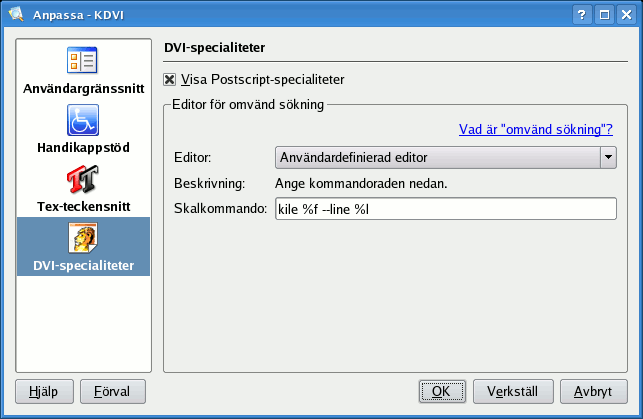 Anpassa - KDVI
Användargränssnitt
Handikappstöd
Tex-teckensnitt
DVI-specialiteter
DVI-specialiteter
Visa Postscript-specialiteter
Editor för omvänd sökning
Vad är "omvänd sökning"?
Editor: Användardefinierad editor
Beskrivning: Ange kommandoraden nedan.
Skalkommando: kile %f --line %l
Hjälp Förval OK Verkställ Avbryt